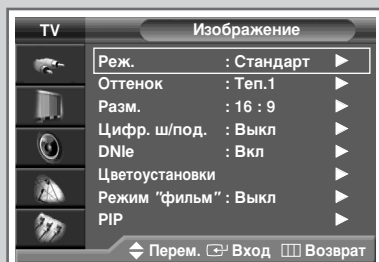 TV Изображение
Реж. : Стандарт
Оттенок : Теп.1
Разм. : 16 : 9
Цифр. ш/под. : Выкл
DNIe : Вкл
Цветоустановки
Режим "фильм" : Выкл
PIP
Перем. Вход Возврат